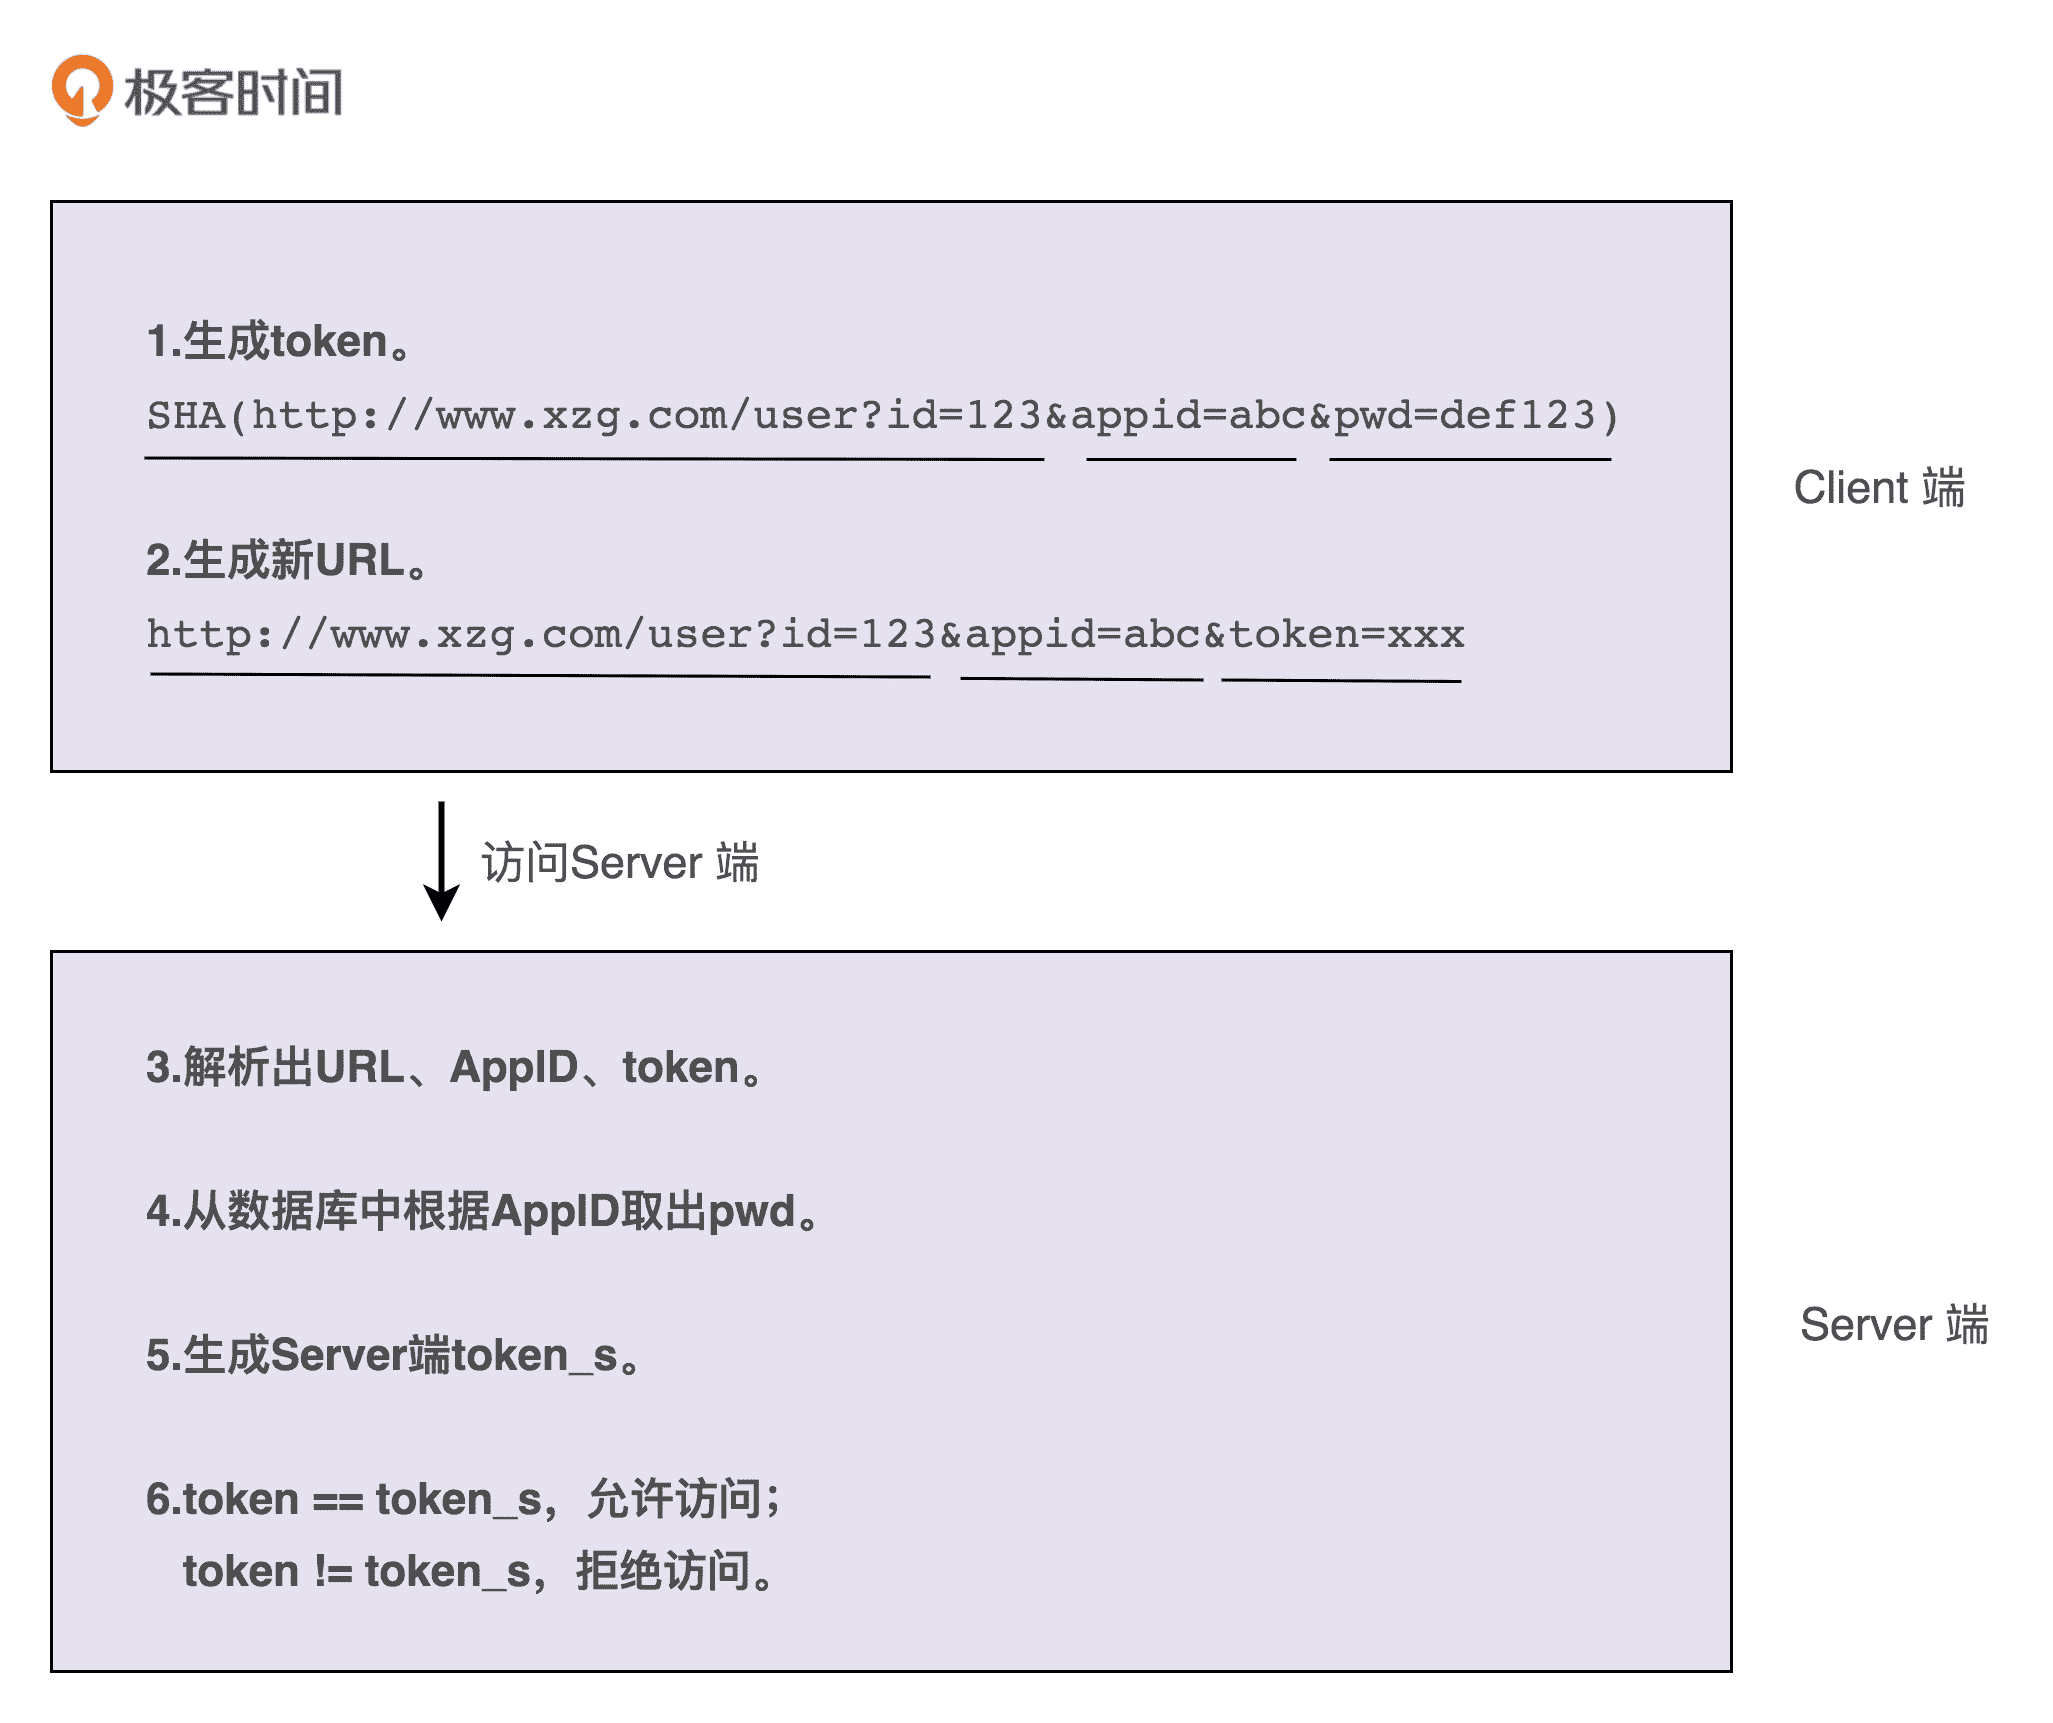 极客时间
1.生成token。
SHA(http://www.xzg.com/user?id=123&appid=abc&pwd=def123)
2.生成新URL。
http://www.xzg.com/user?id=123&appid=abc&token=xxx
Client 端
访问Server 端
3.解析出URL、AppID、token。
4.从数据库中根据AppID取出pwd。
5.生成Server端token_s。
6.token == token_s，允许访问；
token != token_s，拒绝访问。
Server 端